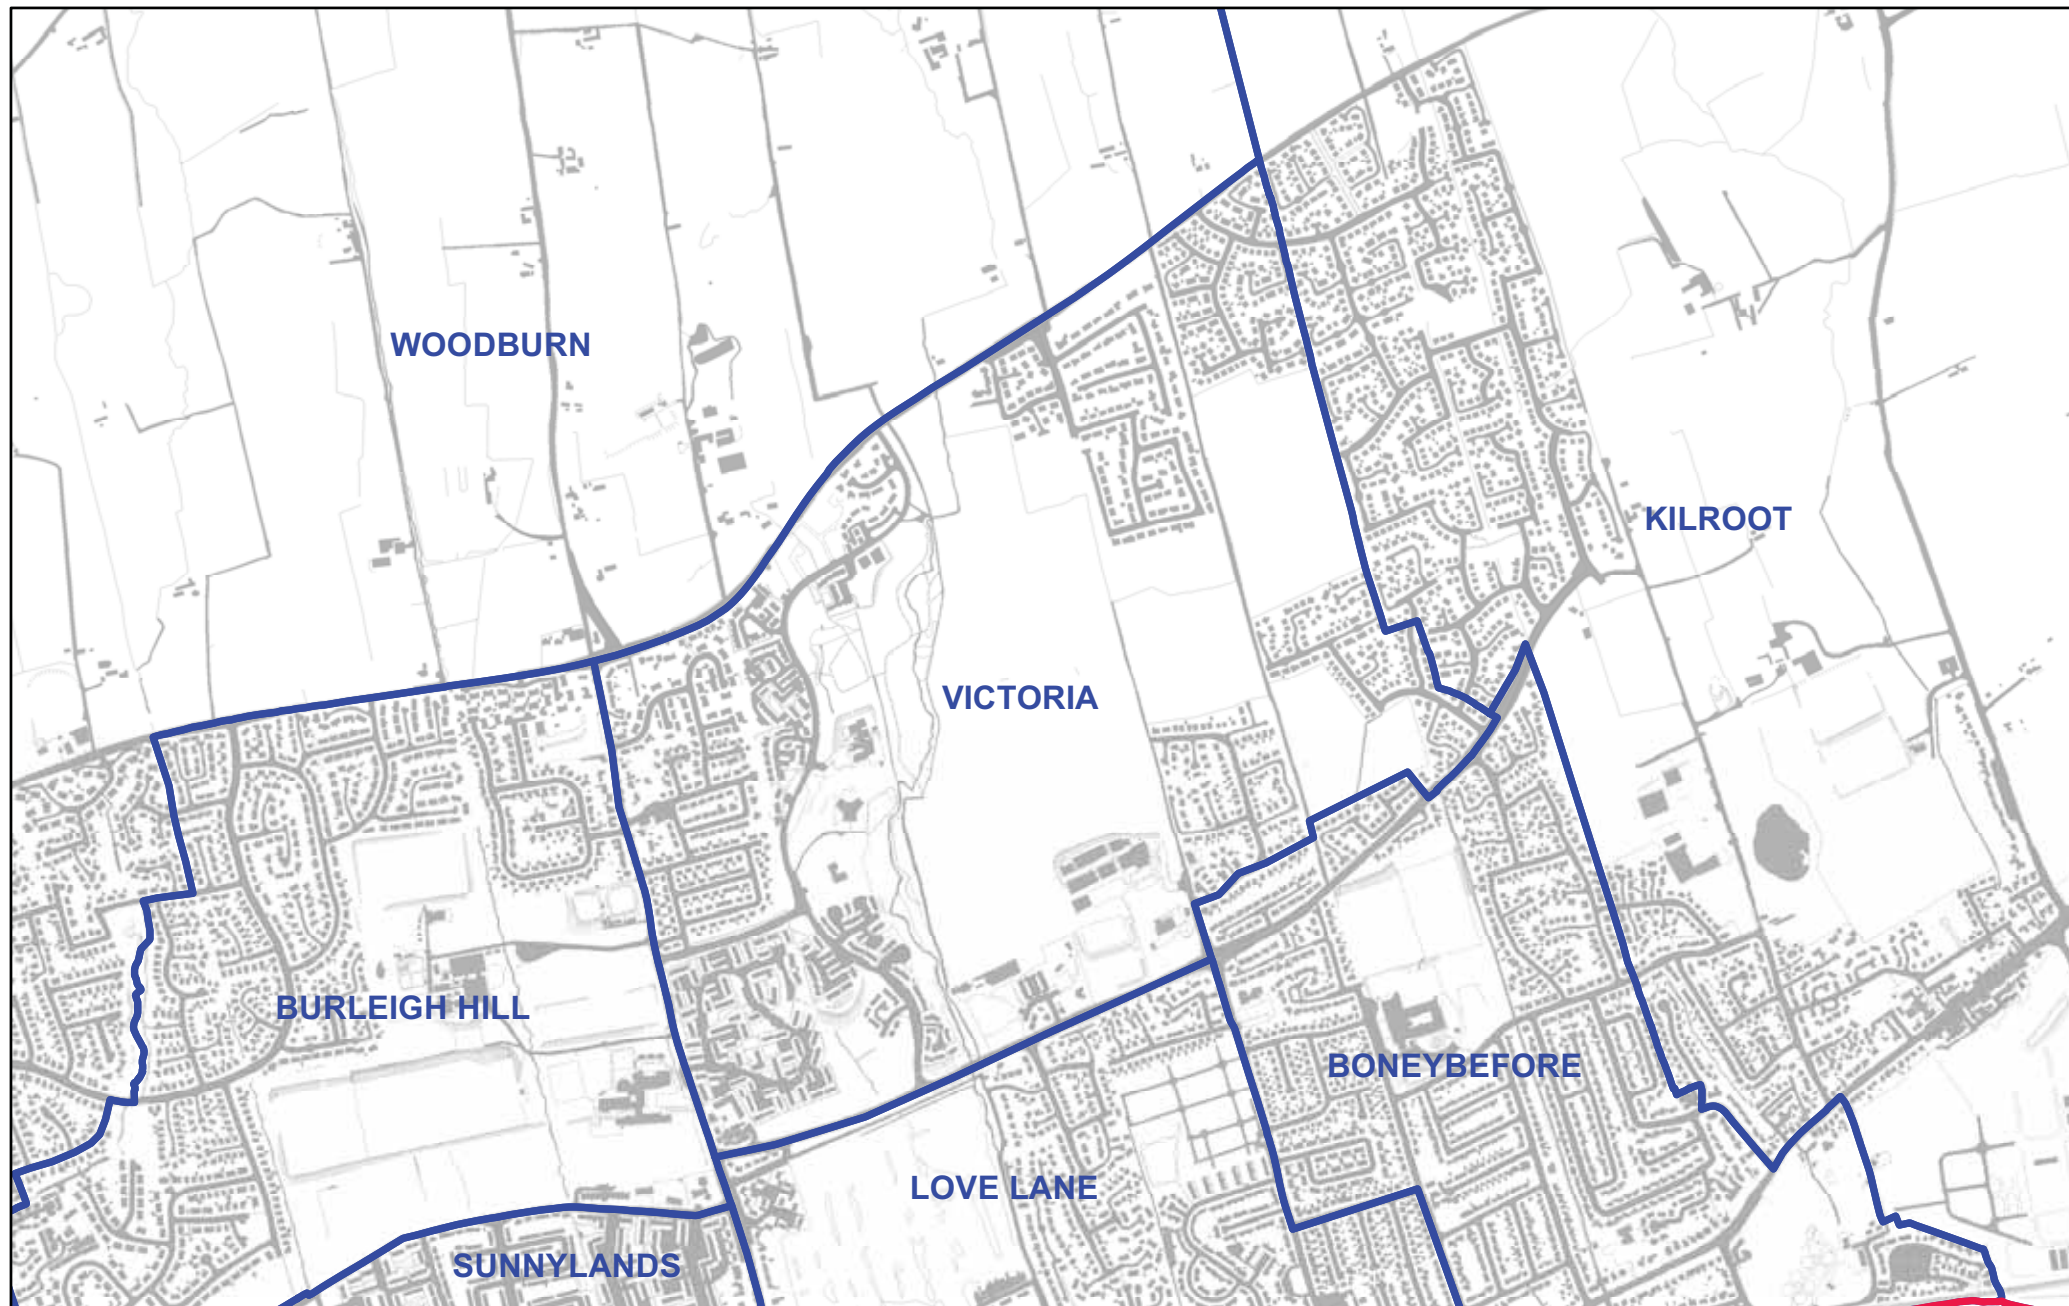 WOODBURN
KILROOT
VICTORIA
BURLEIGH HILL
BONEYBEFORE
LOVE LANE
SUNNYLANDS